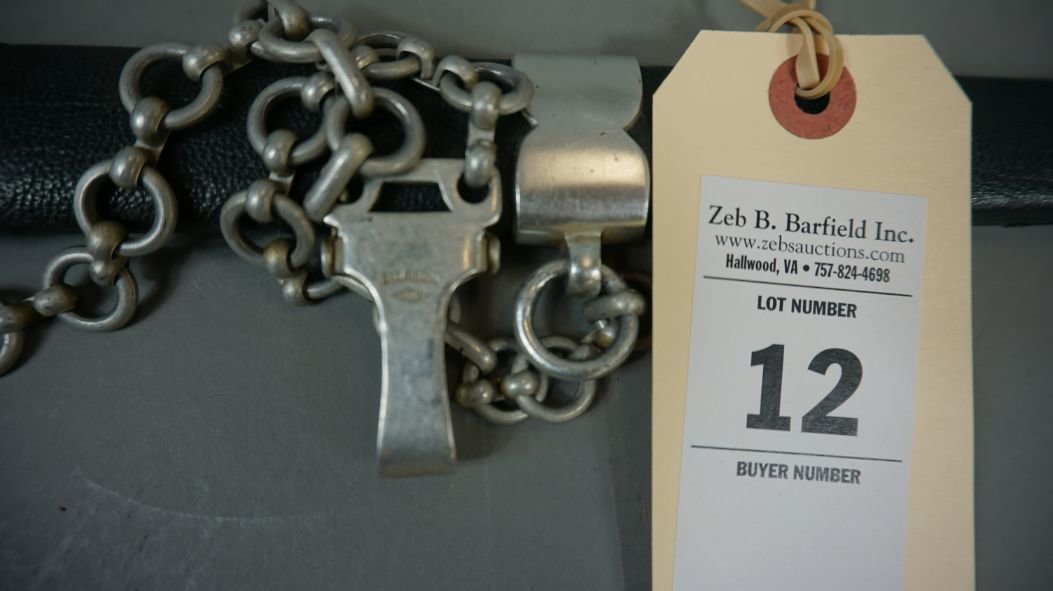 Zeb B. Barfield Inc.
www.zebsauctions.com
Hallwood, VA • 757-824-4698
LOT NUMBER
12
BUYER NUMBER